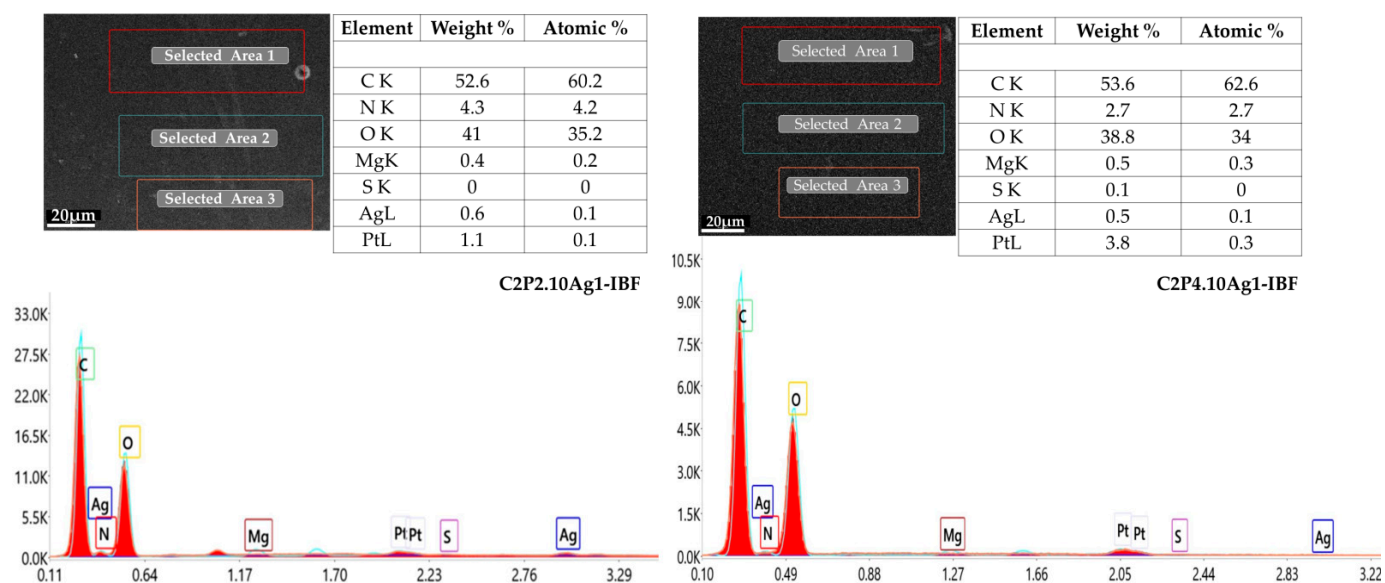 Selected Area 1
Selected Area 2
Selected Area 3
20μm
Element Weight % Atomic %
C K 52.6 60.2
N K 4.3 4.2
O K 41 35.2
MgK 0.4 0.2
S K 0 0
AgL 0.6 0.1
PtL 1.1 0.1
C2P2.10Ag1-IBF
33.0K
27.5K
22.0K
16.5K
11.0K
5.5K
0.0K
C
O
Ag
N
Mg
Pt Pt
S
Ag
0.11 0.64 1.17 1.70 2.23 2.76 3.29
Selected Area 1
Selected Area 2
Selected Area 3
20μm
Element Weight % Atomic %
C K 53.6 62.6
N K 2.7 2.7
O K 38.8 34
MgK 0.5 0.3
S K 0.1 0
AgL 0.5 0.1
PtL 3.8 0.3
C2P4.10Ag1-IBF
10.5K
9.0K
7.5K
6.0K
4.5K
3.0K
1.5K
0.0K
C
O
Ag
N
Mg
Pt Pt
S
Ag
0.10 0.49 0.88 1.27 1.66 2.05 2.44 2.83 3.22